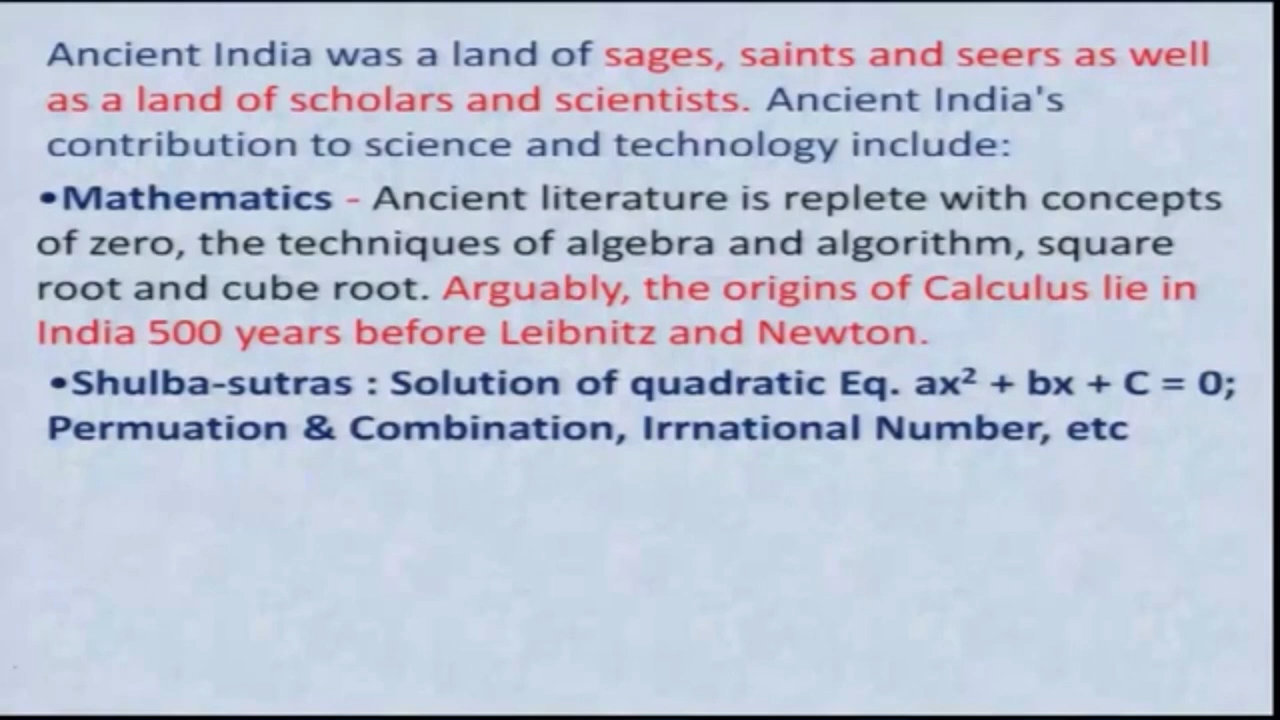 Ancient India was a land of sages, saints and seers as well
as a land of scholars and scientists. Ancient India's
contribution to science and technology include:
•Mathematics - Ancient literature is replete with concepts
of zero, the techniques of algebra and algorithm, square
root and cube root. Arguably, the origins of Calculus lie in
India 500 years before Leibnitz and Newton.
•Shulba-sutras : Solution of quadratic Eq. ax² + bx + C = 0;
Permuation & Combination, Irrnational Number, etc